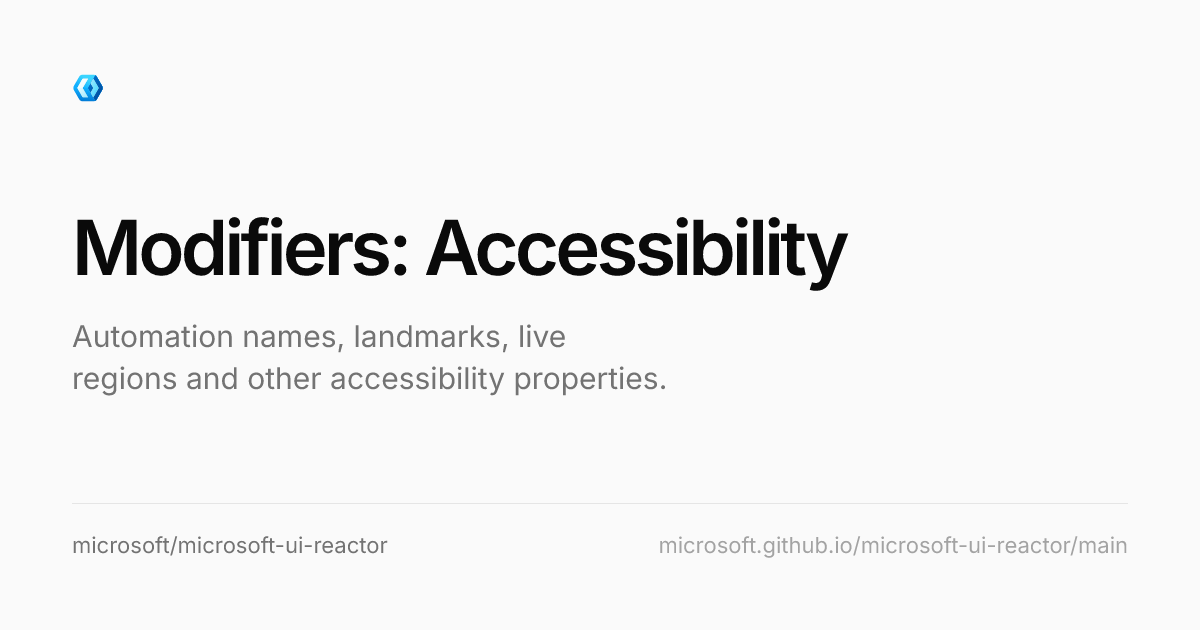 Modifiers: Accessibility
Automation names, landmarks, live
regions and other accessibility properties.
microsoft/microsoft-ui-reactor
microsoft.github.io/microsoft-ui-reactor/main